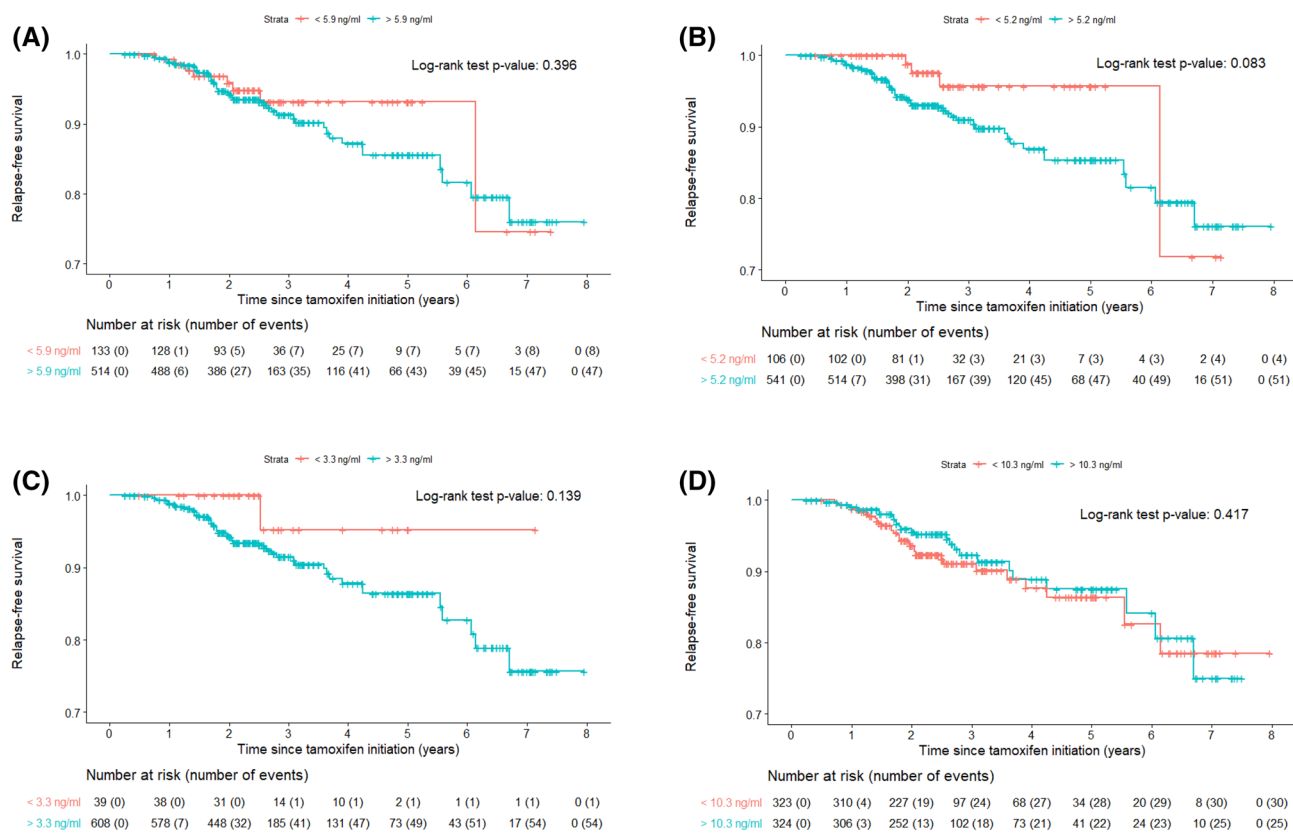 (A)
Strata < 5.9 ng/ml > 5.9 ng/ml
Log-rank test p-value: 0.396
Relapse-free survival
1.0
0.9
0.8
0.7
0 1 2 3 4 5 6 7 8
Time since tamoxifen initiation (years)
Number at risk (number of events)
< 5.9 ng/ml 133 (0) 128 (1) 93 (5) 36 (7) 25 (7) 9 (7) 5 (7) 3 (8) 0 (8)
> 5.9 ng/ml 514 (0) 488 (6) 386 (27) 163 (35) 116 (41) 66 (43) 39 (45) 15 (47) 0 (47)
(B)
Strata < 5.2 ng/ml > 5.2 ng/ml
Log-rank test p-value: 0.083
Relapse-free survival
1.0
0.9
0.8
0.7
0 1 2 3 4 5 6 7 8
Time since tamoxifen initiation (years)
Number at risk (number of events)
< 5.2 ng/ml 106 (0) 102 (0) 81 (1) 32 (3) 21 (3) 7 (3) 4 (3) 2 (4) 0 (4)
> 5.2 ng/ml 541 (0) 514 (7) 398 (31) 167 (39) 120 (45) 68 (47) 40 (49) 16 (51) 0 (51)
(C)
Strata < 3.3 ng/ml > 3.3 ng/ml
Log-rank test p-value: 0.139
Relapse-free survival
1.0
0.9
0.8
0.7
0 1 2 3 4 5 6 7 8
Time since tamoxifen initiation (years)
Number at risk (number of events)
< 3.3 ng/ml 39 (0) 38 (0) 31 (0) 14 (1) 10 (1) 2 (1) 1 (1) 1 (1) 0 (1)
> 3.3 ng/ml 608 (0) 578 (7) 448 (32) 185 (41) 131 (47) 73 (49) 43 (51) 17 (54) 0 (54)
(D)
Strata < 10.3 ng/ml > 10.3 ng/ml
Log-rank test p-value: 0.417
Relapse-free survival
1.0
0.9
0.8
0.7
0 1 2 3 4 5 6 7 8
Time since tamoxifen initiation (years)
Number at risk (number of events)
< 10.3 ng/ml 323 (0) 310 (4) 227 (19) 97 (24) 68 (27) 34 (28) 20 (29) 8 (30) 0 (30)
> 10.3 ng/ml 324 (0) 306 (3) 252 (13) 102 (18) 73 (21) 41 (22) 24 (23) 10 (25) 0 (25)